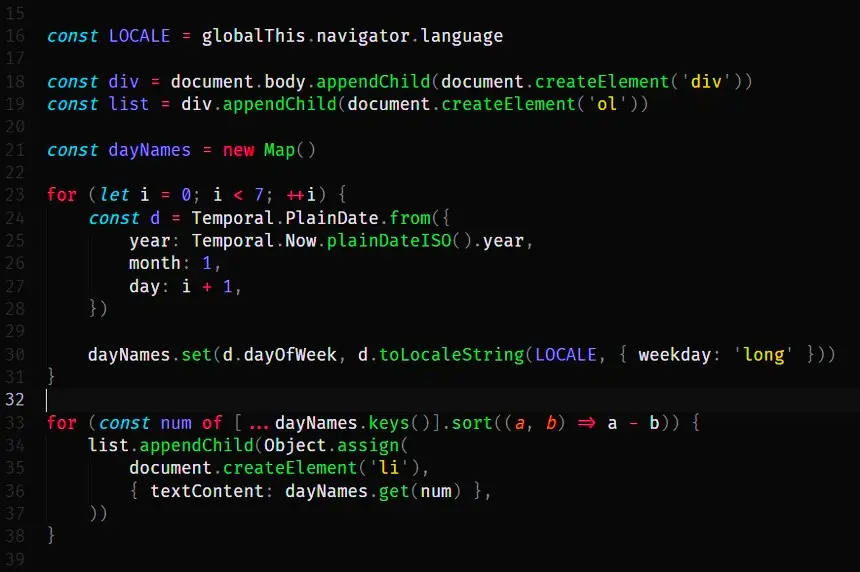 15
16 const LOCALE = globalThis.navigator.language
17
18 const div = document.body.appendChild(document.createElement('div'))
19 const list = div.appendChild(document.createElement('ol'))
20
21 const dayNames = new Map()
22
23 for (let i = 0; i < 7; ++i) {
24     const d = Temporal.PlainDate.from({
25         year: Temporal.Now.plainDateISO().year,
26         month: 1,
27         day: i + 1,
28     })
29
30     dayNames.set(d.dayOfWeek, d.toLocaleString(LOCALE, { weekday: 'long' }))
31 }
32
33 for (const num of [...dayNames.keys()].sort((a, b) => a - b)) {
34     list.appendChild(Object.assign(
35         document.createElement('li'),
36         { textContent: dayNames.get(num) },
37     ))
38 }
39